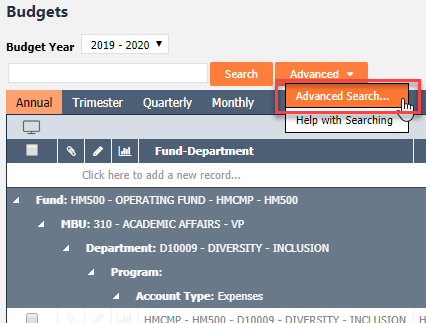 Budgets
Budget Year 2019 - 2020
Search Advanced
Advanced Search...
Help with Searching
Annual Trimester Quarterly Monthly
Fund-Department
Click here to add a new record...
Fund: HM500 - OPERATING FUND - HMCMP - HM500
MBU: 310 - ACADEMIC AFFAIRS - VP
Department: D10009 - DIVERSITY - INCLUSION
Program:
Account Type: Expenses
HMCMP - HM500 - D10009 - DIVERSITY - INCLUSION